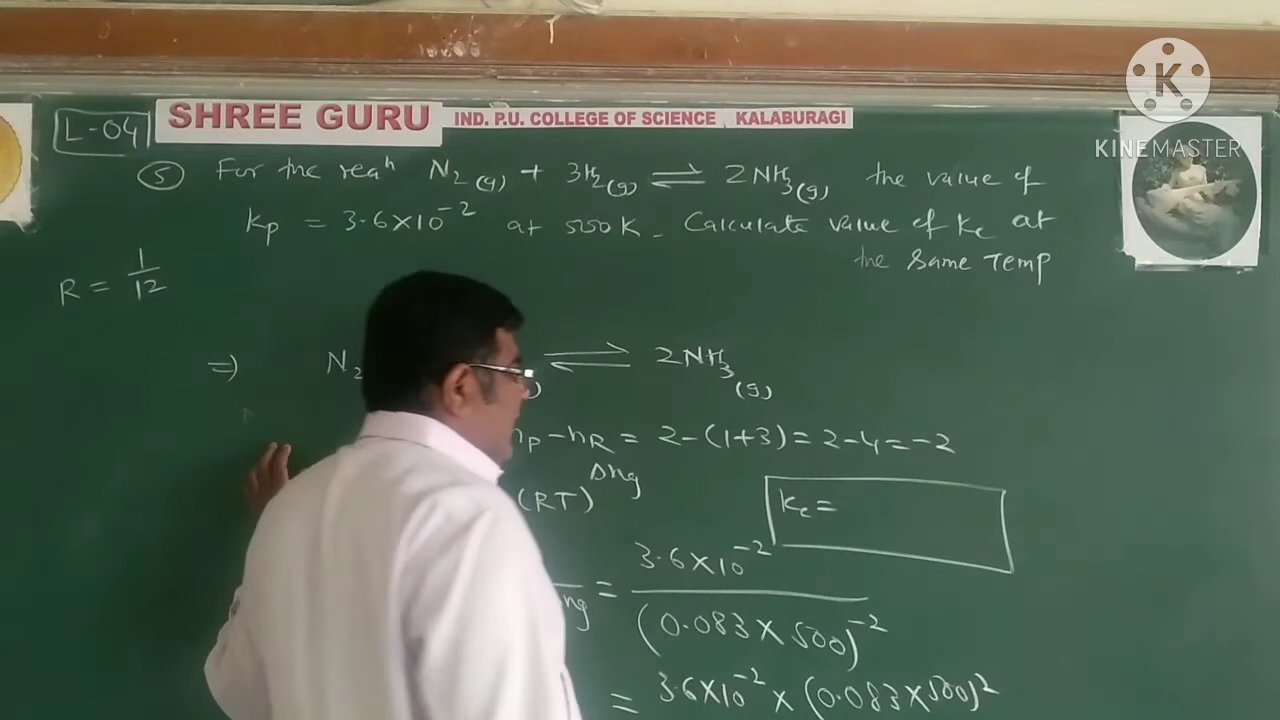 K
KINEMASTER
L-04
SHREE GURU IND. P.U. COLLEGE OF SCIENCE , KALABURAGI
⑤ For the reaⁿ N₂(g) + 3H₂(g) ⇌ 2NH₃(g) the value of
Kp = 3.6×10⁻² at 500K. Calculate value of Kc at
the same Temp
R = 1/12
⇒) N₂ ⇌ 2NH₃(g)
nP - nR = 2-(1+3) = 2-4 = -2
(RT)^Δng
Kc =
ng = 3.6×10⁻² / (0.083 × 500)⁻²
= 3.6×10⁻² × (0.083×500)²